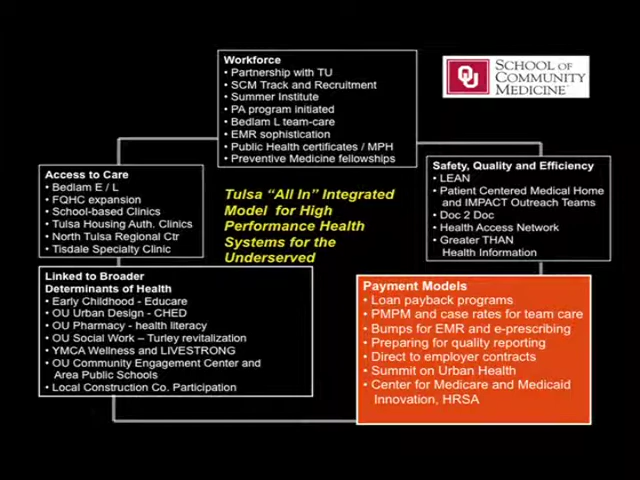 Workforce
• Partnership with TU
• SCM Track and Recruitment
• Summer Institute
• PA program initiated
• Bedlam L team-care
• EMR sophistication
• Public Health certificates / MPH
• Preventive Medicine fellowships
OU
SCHOOL OF
COMMUNITY
MEDICINE
Access to Care
• Bedlam E / L
• FQHC expansion
• School-based Clinics
• Tulsa Housing Auth. Clinics
• North Tulsa Regional Ctr
• Tisdale Specialty Clinic
Tulsa “All In” Integrated
Model for High
Performance Health
Systems for the
Underserved
Safety, Quality and Efficiency
• LEAN
• Patient Centered Medical Home
and IMPACT Outreach Teams
• Doc 2 Doc
• Health Access Network
• Greater THAN
Health Information
Linked to Broader
Determinants of Health
• Early Childhood - Educare
• OU Urban Design - CHED
• OU Pharmacy - health literacy
• OU Social Work – Turley revitalization
• YMCA Wellness and LIVESTRONG
• OU Community Engagement Center and
Area Public Schools
• Local Construction Co. Participation
Payment Models
• Loan payback programs
• PMPM and case rates for team care
• Bumps for EMR and e-prescribing
• Preparing for quality reporting
• Direct to employer contracts
• Summit on Urban Health
• Center for Medicare and Medicaid
Innovation, HRSA